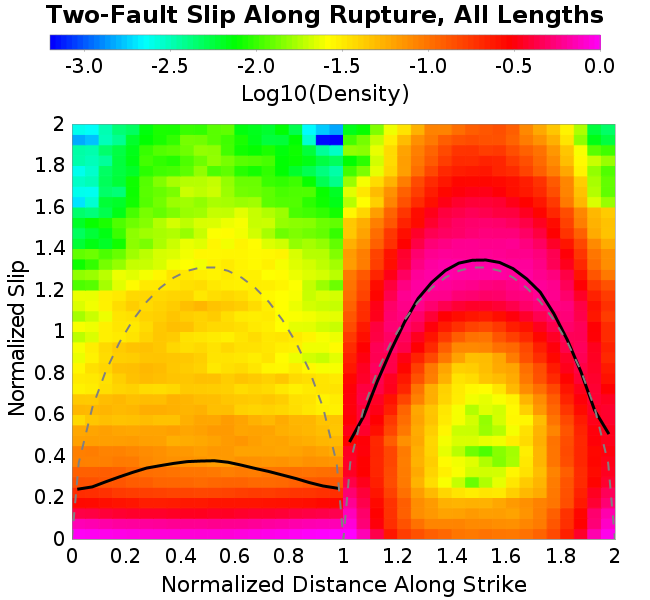 Two-Fault Slip Along Rupture, All Lengths
-3.0 -2.5 -2.0 -1.5 -1.0 -0.5 0.0
Log10(Density)
2
1.8
1.6
1.4
1.2
1
0.8
0.6
0.4
0.2
0
Normalized Slip
0 0.2 0.4 0.6 0.8 1 1.2 1.4 1.6 1.8 2
Normalized Distance Along Strike